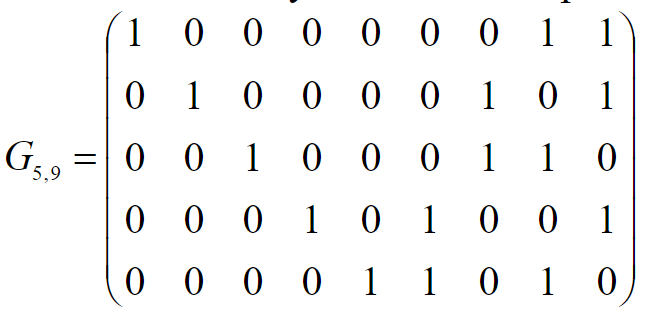 1 0 0 0 0 0 0 1 1
0 1 0 0 0 0 1 0 1
G5,9 = 0 0 1 0 0 0 1 1 0
0 0 0 1 0 1 0 0 1
0 0 0 0 1 1 0 1 0